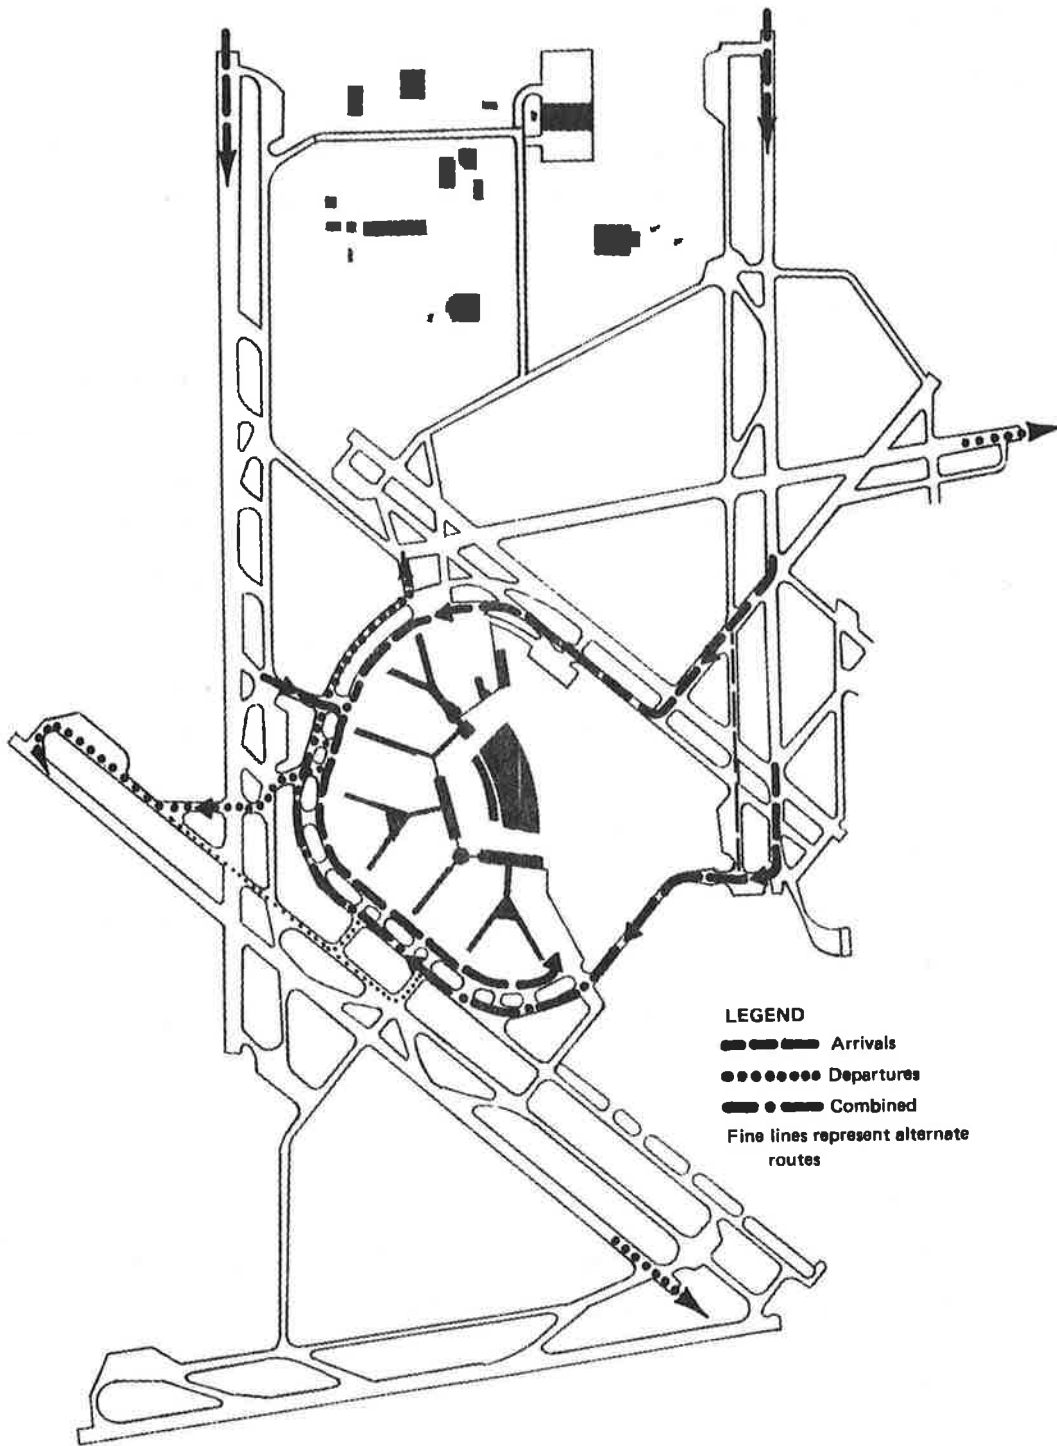 LEGEND
Arrivals
Departures
Combined
Fine lines represent alternate
routes